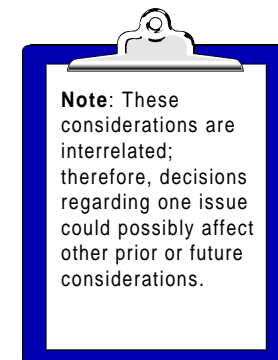 Note: These
considerations are
interrelated;
therefore, decisions
regarding one issue
could possibly affect
other prior or future
considerations.